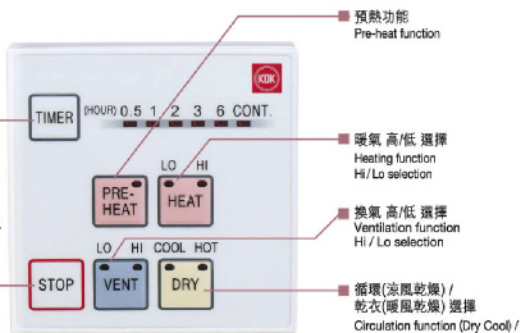 預熱功能
Pre-heat function
KDK
TIMER
(HOUR) 0.5 1 2 3 6 CONT.
暖氣 高/低 選擇
Heating function
Hi / Lo selection
LO HI
PRE-
HEAT
HEAT
換氣 高/低 選擇
Ventilation function
Hi / Lo selection
LO HI COOL HOT
STOP
VENT
DRY
循環(涼風乾燥) /
乾衣(暖風乾燥) 選擇
Circulation function (Dry Cool) /